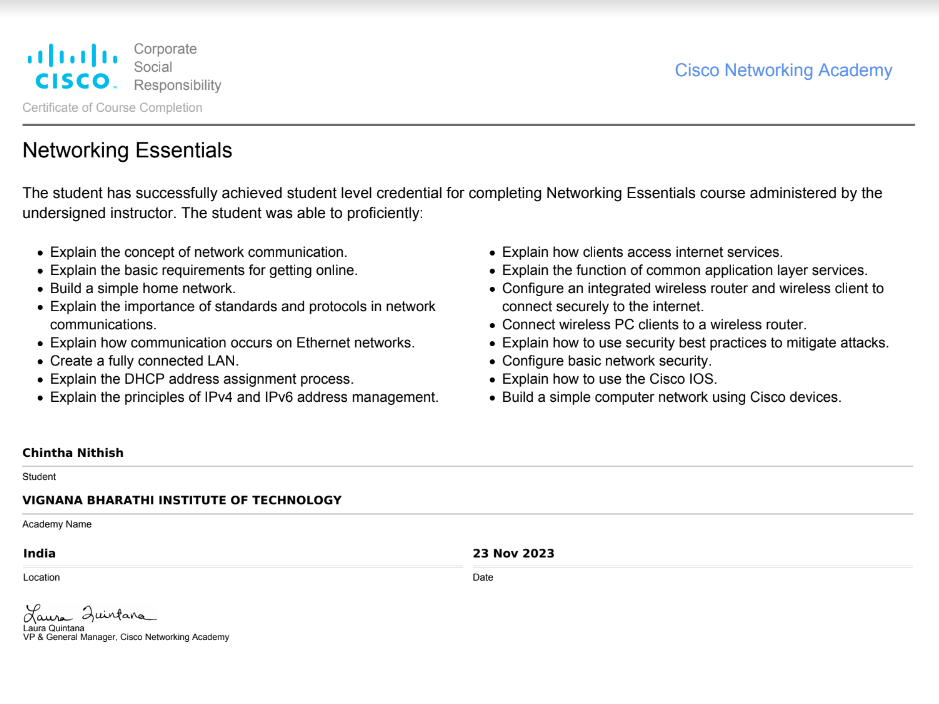 CISCO
Corporate
Social
Responsibility
Cisco Networking Academy
Certificate of Course Completion
Networking Essentials
The student has successfully achieved student level credential for completing Networking Essentials course administered by the
undersigned instructor. The student was able to proficiently:
• Explain the concept of network communication.
• Explain the basic requirements for getting online.
• Build a simple home network.
• Explain the importance of standards and protocols in network
communications.
• Explain how communication occurs on Ethernet networks.
• Create a fully connected LAN.
• Explain the DHCP address assignment process.
• Explain the principles of IPv4 and IPv6 address management.
• Explain how clients access internet services.
• Explain the function of common application layer services.
• Configure an integrated wireless router and wireless client to
connect securely to the internet.
• Connect wireless PC clients to a wireless router.
• Explain how to use security best practices to mitigate attacks.
• Configure basic network security.
• Explain how to use the Cisco IOS.
• Build a simple computer network using Cisco devices.
Chintha Nithish
Student
VIGNANA BHARATHI INSTITUTE OF TECHNOLOGY
Academy Name
India
Location
23 Nov 2023
Date
Laura Quintana
Laura Quintana
VP & General Manager, Cisco Networking Academy